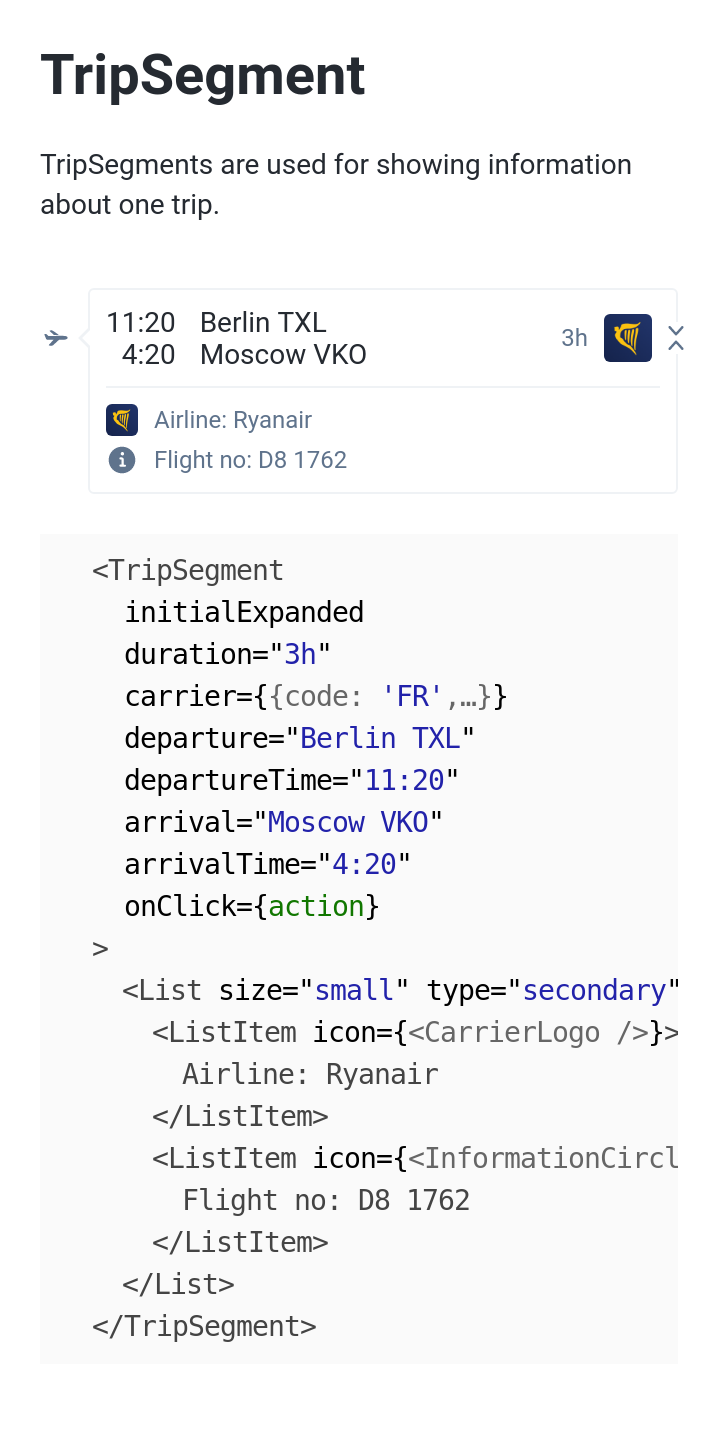 TripSegment
TripSegments are used for showing information
about one trip.
11:20 Berlin TXL
4:20 Moscow VKO
3h
Airline: Ryanair
Flight no: D8 1762
<TripSegment
initialExpanded
duration="3h"
carrier={{code: 'FR',…}}
departure="Berlin TXL"
departureTime="11:20"
arrival="Moscow VKO"
arrivalTime="4:20"
onClick={action}
>
<List size="small" type="secondary"
<ListItem icon={<CarrierLogo />}>
Airline: Ryanair
</ListItem>
<ListItem icon={<InformationCircl
Flight no: D8 1762
</ListItem>
</List>
</TripSegment>